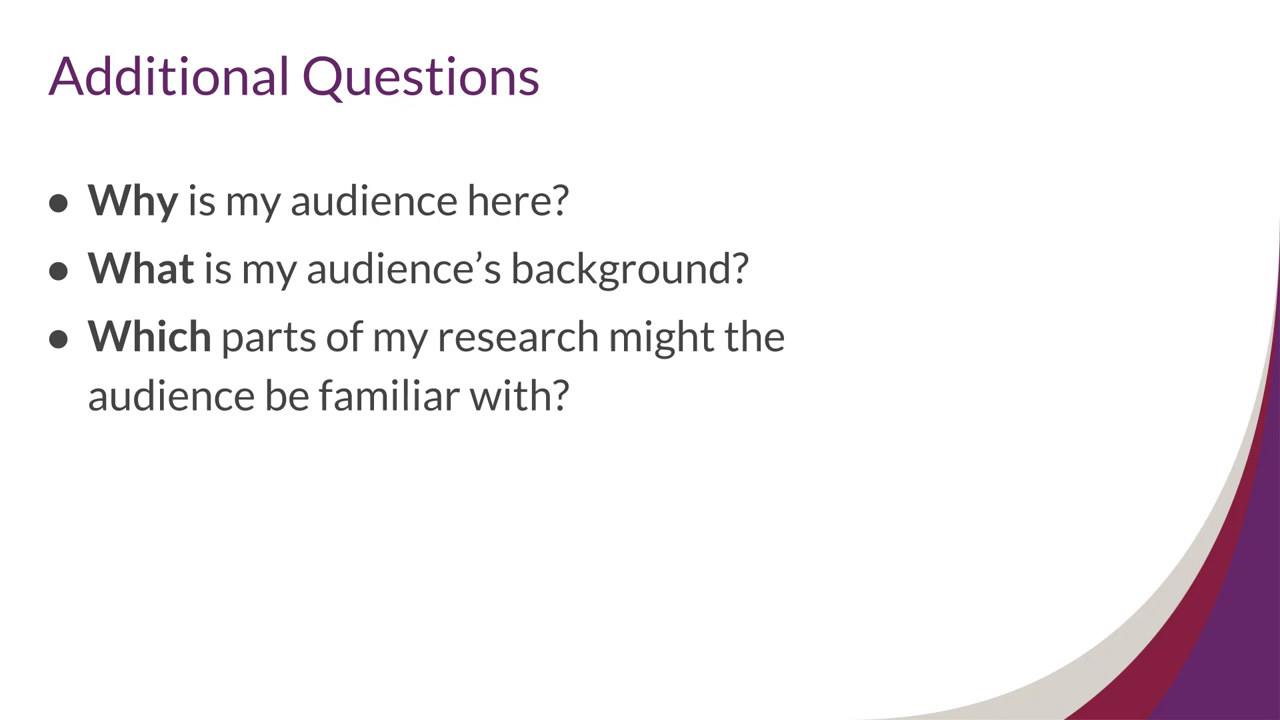 Additional Questions
● Why is my audience here?
● What is my audience’s background?
● Which parts of my research might the
audience be familiar with?